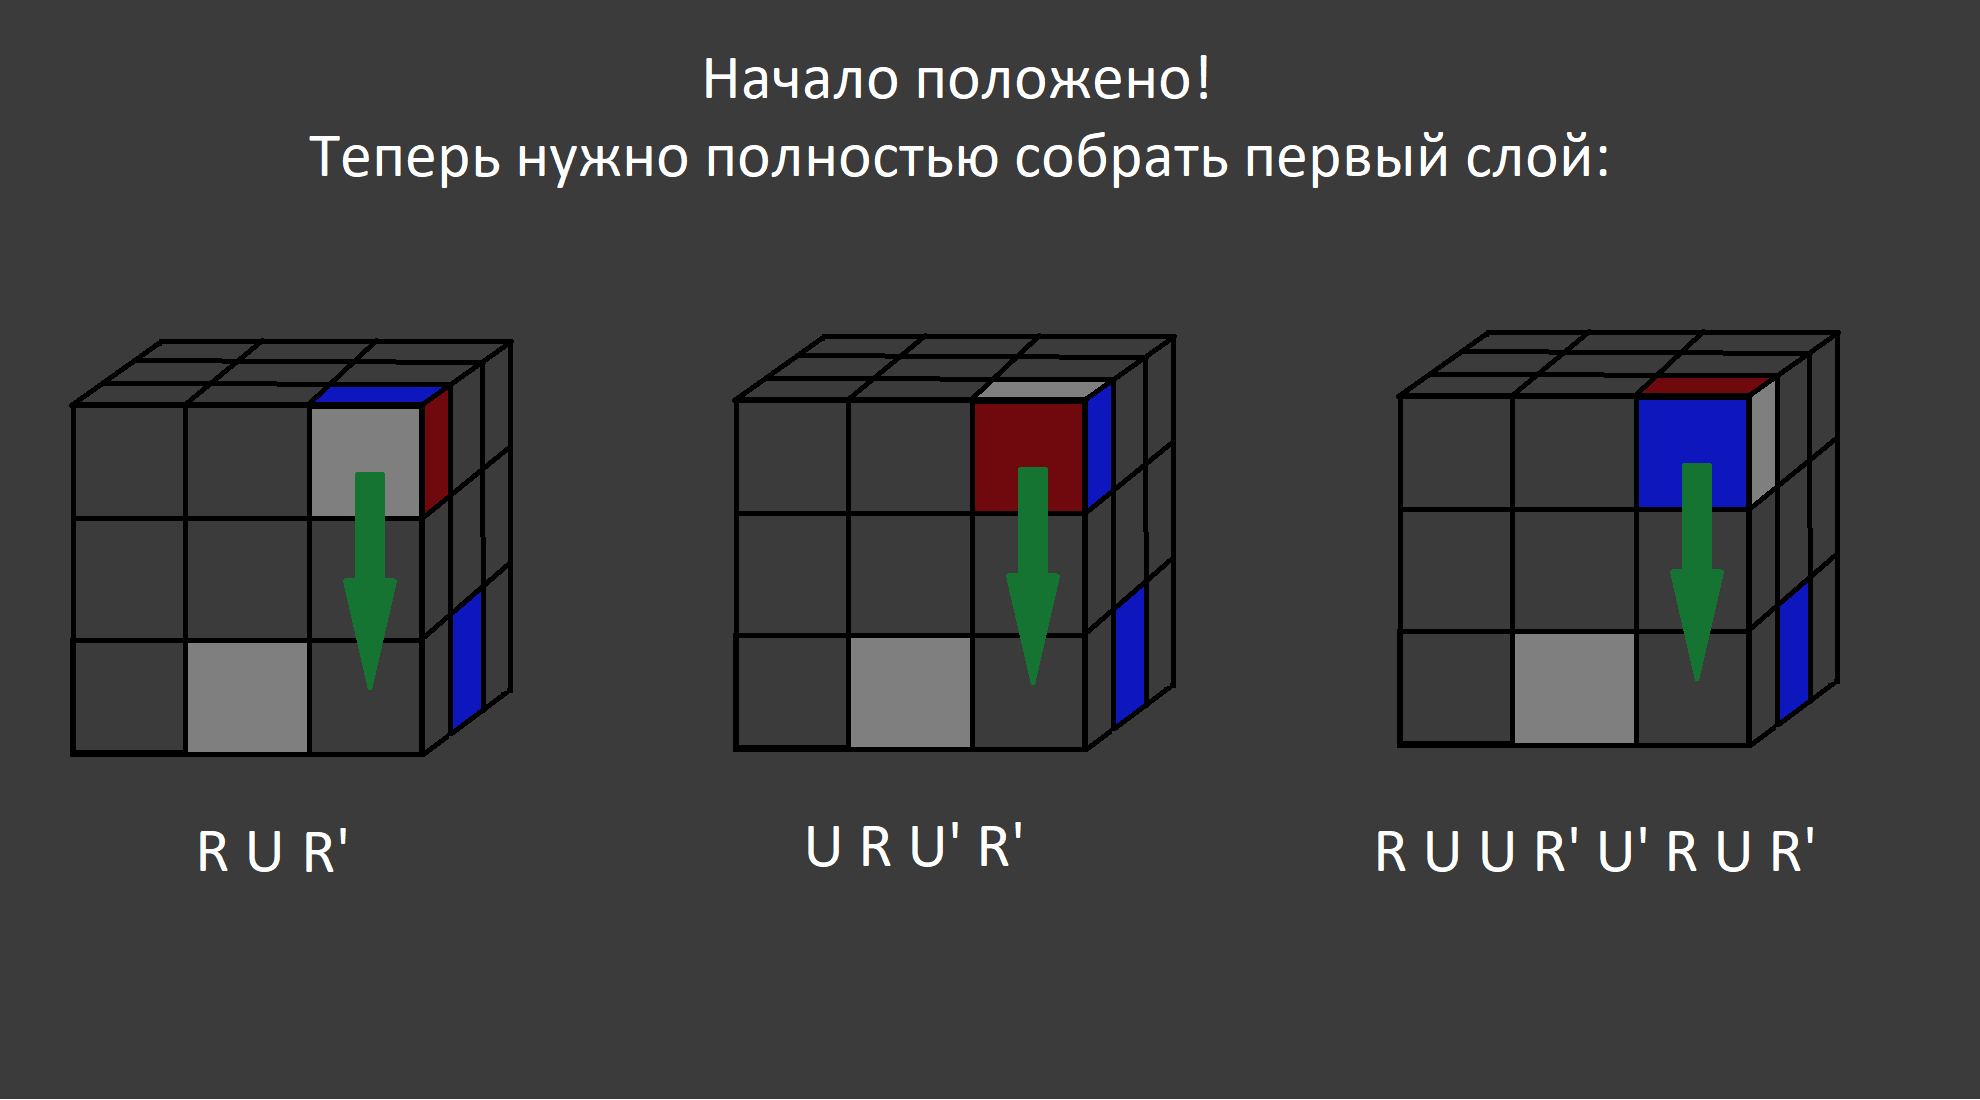 Начало положено!
Теперь нужно полностью собрать первый слой:
R U R'
U R U' R'
R U U R' U' R U R'